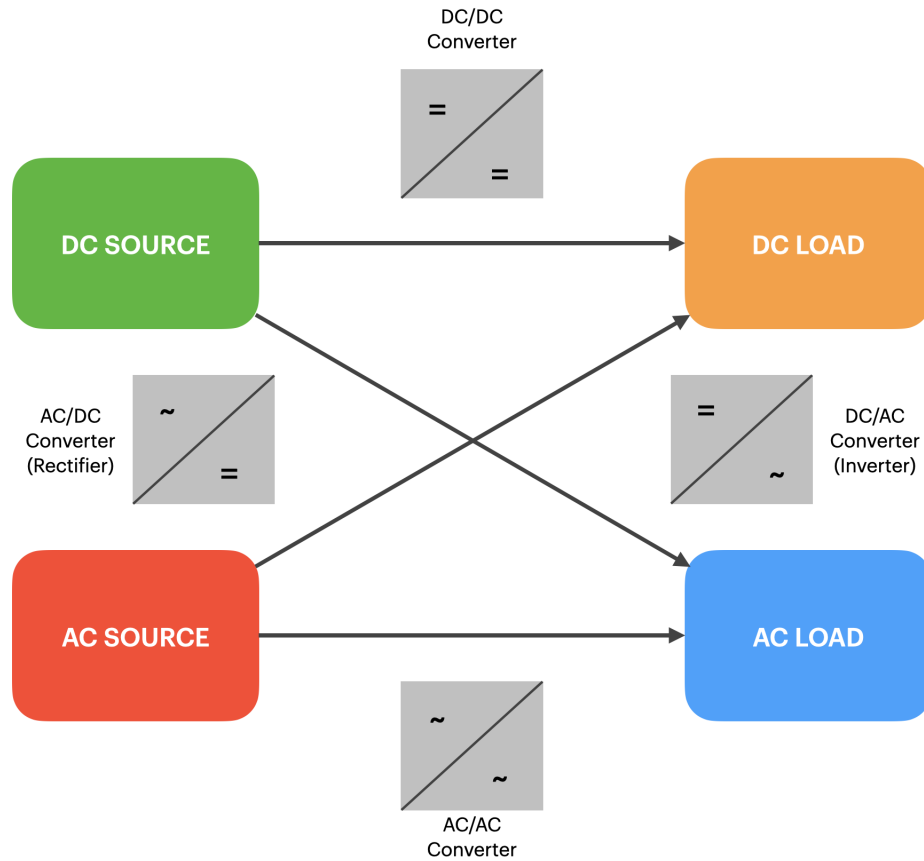 DC/DC
Converter
=
=
DC SOURCE
DC LOAD
AC/DC
Converter
(Rectifier)
~
=
=
~
DC/AC
Converter
(Inverter)
AC SOURCE
AC LOAD
~
~
AC/AC
Converter